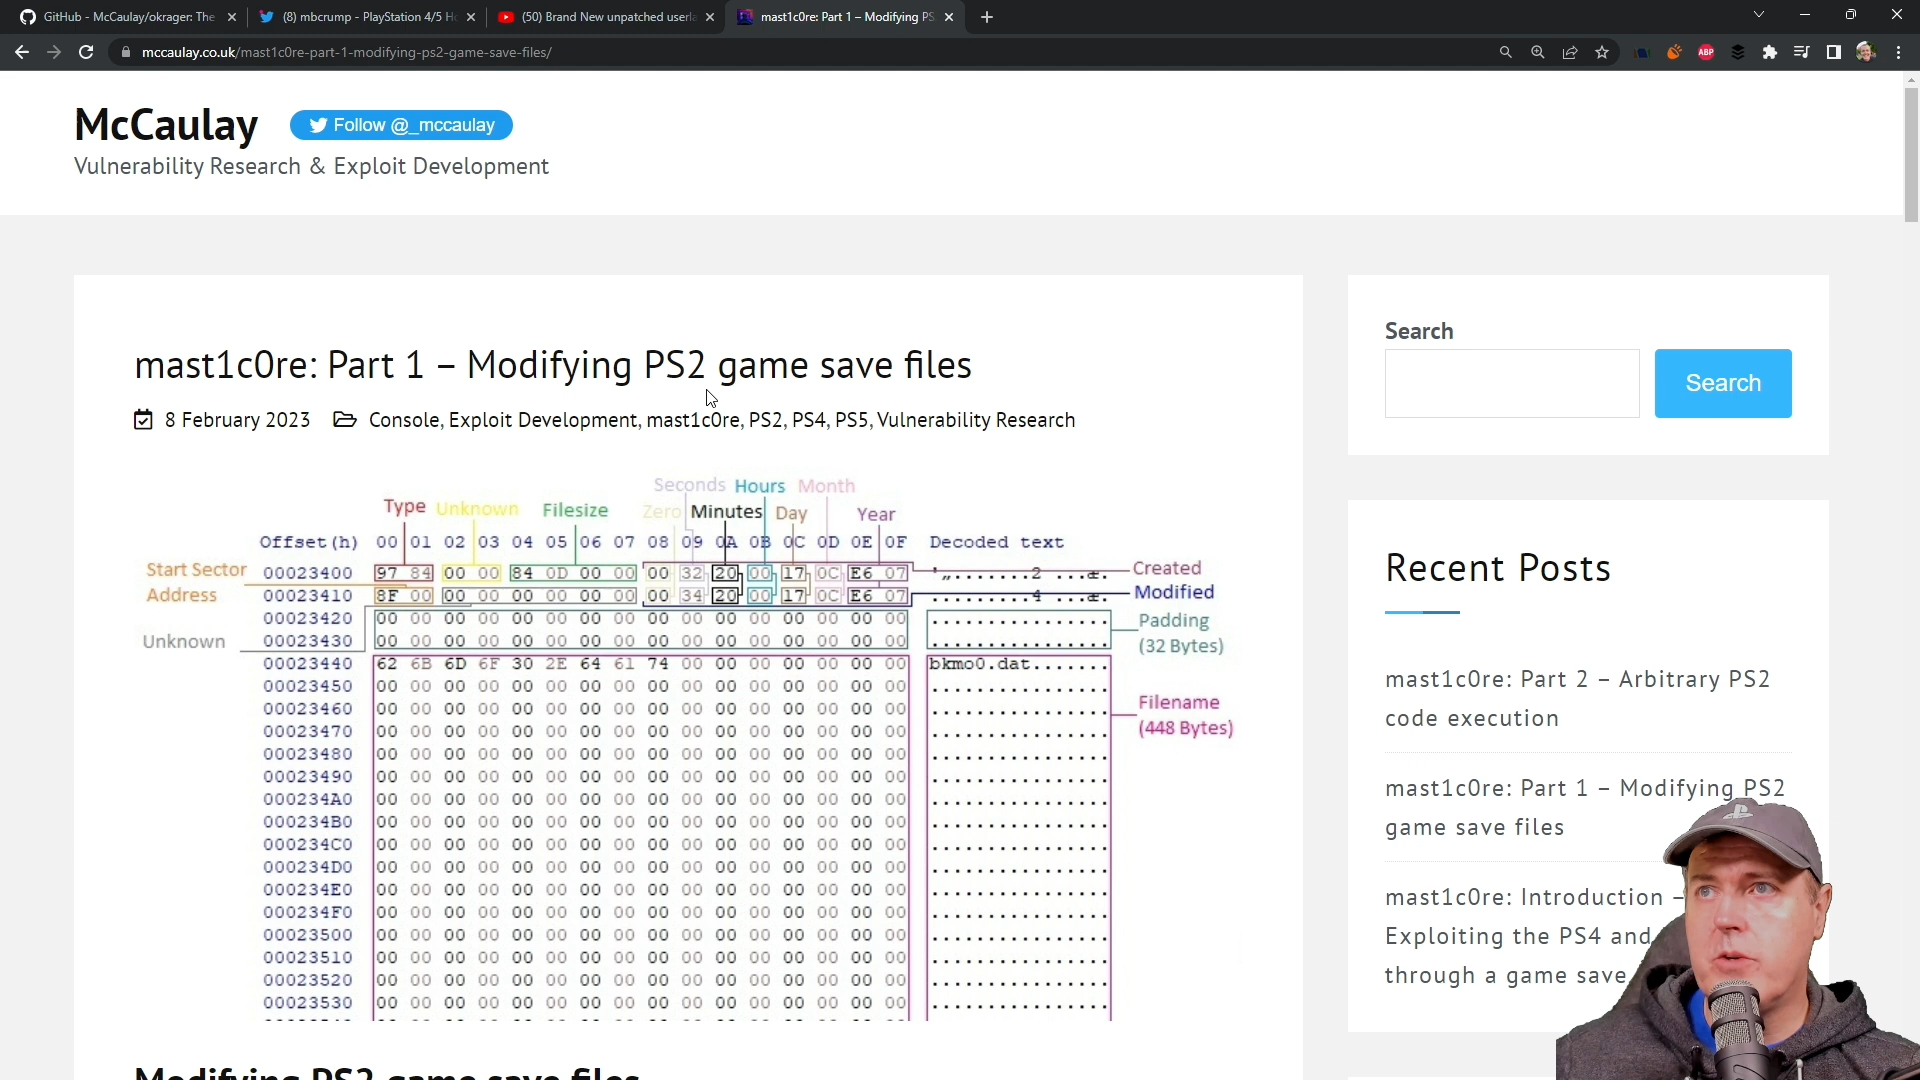 GitHub - McCaulay/okrager: The
(8) mbcrump - PlayStation 4/5 Ho
(50) Brand New unpatched userla
mast1c0re: Part 1 – Modifying PS
mccaulay.co.uk/mast1c0re-part-1-modifying-ps2-game-save-files/
ABP
McCaulay
Follow @_mccaulay
Vulnerability Research & Exploit Development
mast1c0re: Part 1 – Modifying PS2 game save files
8 February 2023 Console, Exploit Development, mast1c0re, PS2, PS4, PS5, Vulnerability Research
Seconds Hours Month
Type Unknown Filesize Zero Minutes Day Year
Offset(h) 00 01 02 03 04 05 06 07 08 09 0A 0B 0C 0D 0E 0F Decoded text
Start Sector 00023400 97 84 00 00 84 0D 00 00 00 32 20 00 17 0C E6 07 '„.......2 ...æ. Created
Address 00023410 8F 00 00 00 00 00 00 00 00 34 20 00 17 0C E6 07 .........4 ...æ. Modified
00023420 00 00 00 00 00 00 00 00 00 00 00 00 00 00 00 00 ................ Padding
Unknown 00023430 00 00 00 00 00 00 00 00 00 00 00 00 00 00 00 00 ................ (32 Bytes)
00023440 62 6B 6D 6F 30 2E 64 61 74 00 00 00 00 00 00 00 bkmo0.dat.......
00023450 00 00 00 00 00 00 00 00 00 00 00 00 00 00 00 00 ................
00023460 00 00 00 00 00 00 00 00 00 00 00 00 00 00 00 00 ................ Filename
00023470 00 00 00 00 00 00 00 00 00 00 00 00 00 00 00 00 ................ (448 Bytes)
00023480 00 00 00 00 00 00 00 00 00 00 00 00 00 00 00 00 ................
00023490 00 00 00 00 00 00 00 00 00 00 00 00 00 00 00 00 ................
000234A0 00 00 00 00 00 00 00 00 00 00 00 00 00 00 00 00 ................
000234B0 00 00 00 00 00 00 00 00 00 00 00 00 00 00 00 00 ................
000234C0 00 00 00 00 00 00 00 00 00 00 00 00 00 00 00 00 ................
000234D0 00 00 00 00 00 00 00 00 00 00 00 00 00 00 00 00 ................
000234E0 00 00 00 00 00 00 00 00 00 00 00 00 00 00 00 00 ................
000234F0 00 00 00 00 00 00 00 00 00 00 00 00 00 00 00 00 ................
00023500 00 00 00 00 00 00 00 00 00 00 00 00 00 00 00 00 ................
00023510 00 00 00 00 00 00 00 00 00 00 00 00 00 00 00 00 ................
00023520 00 00 00 00 00 00 00 00 00 00 00 00 00 00 00 00 ................
00023530 00 00 00 00 00 00 00 00 00 00 00 00 00 00 00 00 ................
Modifying PS2 game save files
Search
Search
Recent Posts
mast1c0re: Part 2 – Arbitrary PS2
code execution
mast1c0re: Part 1 – Modifying PS2
game save files
mast1c0re: Introduction –
Exploiting the PS4 and
through a game save